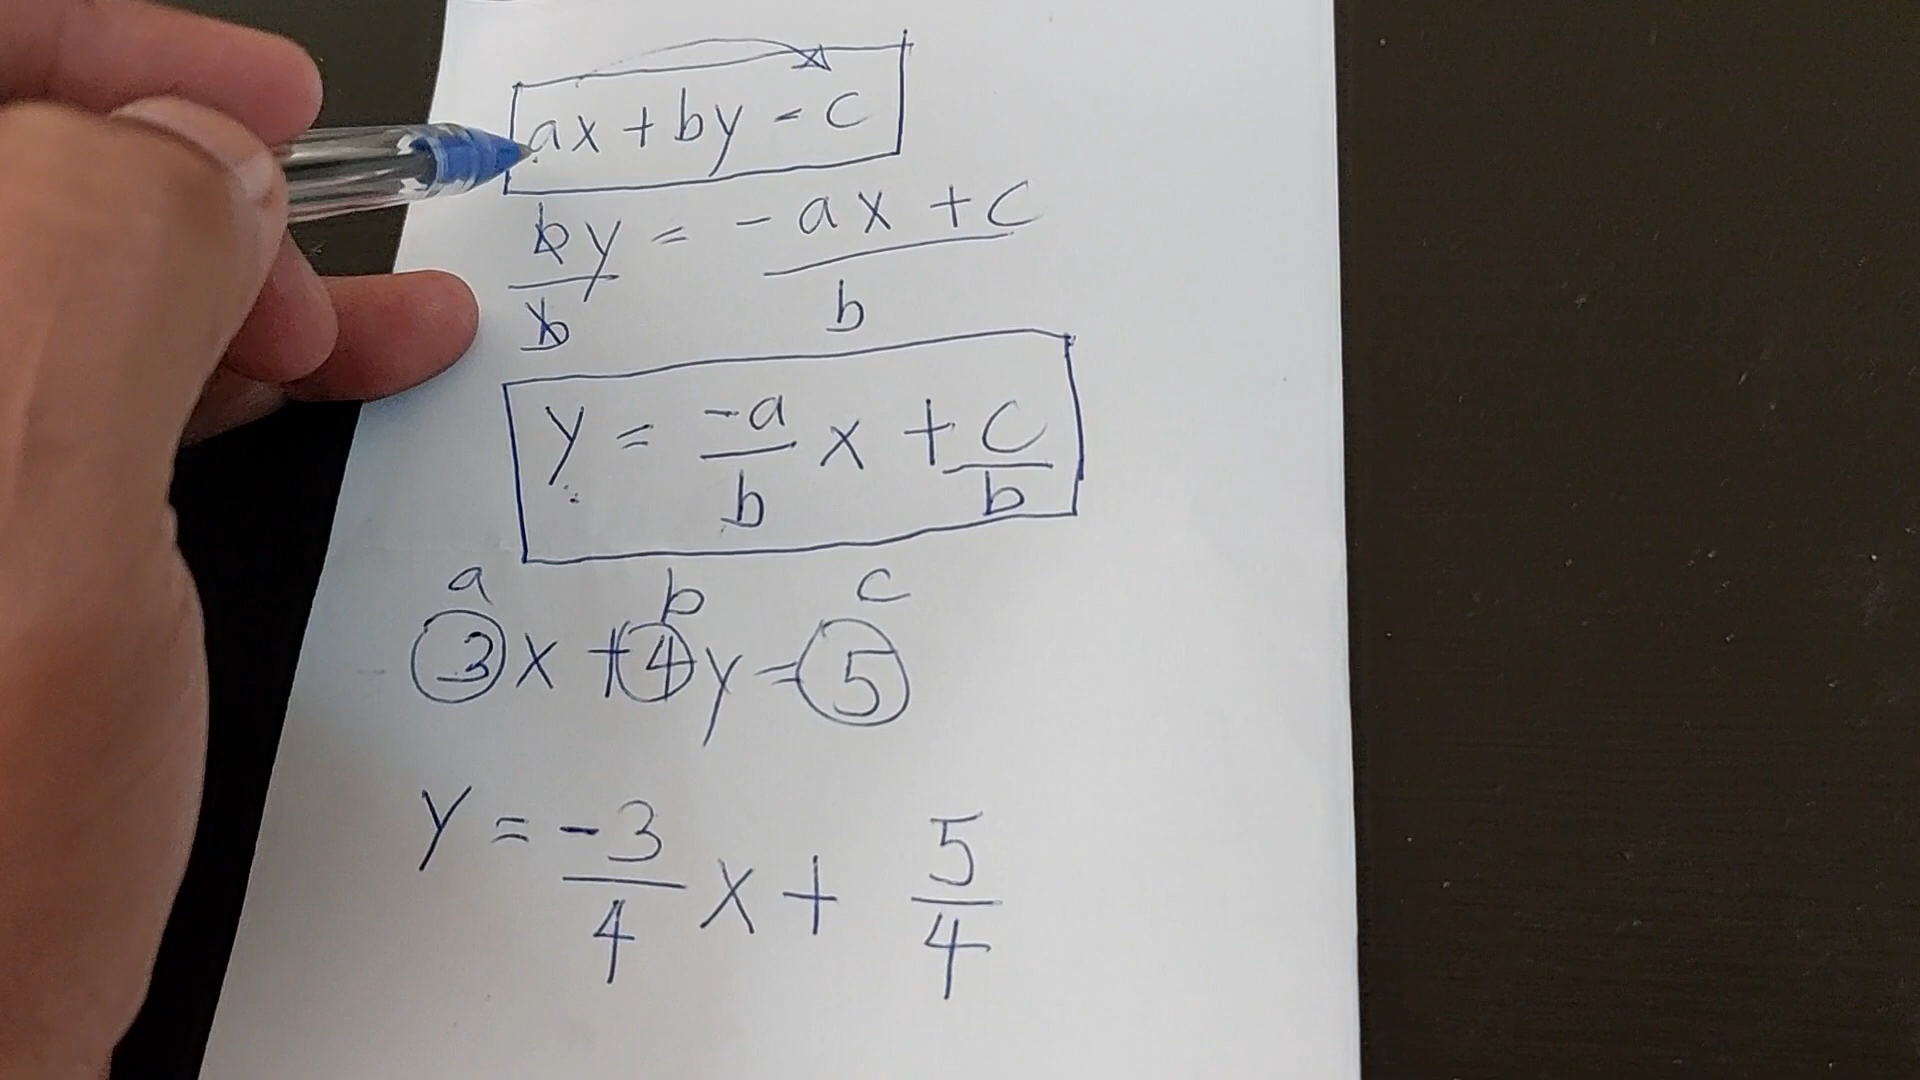 ax + by = c
by/b = -ax + c/b
y = -a/b x + c/b
a b c
3x + 4y = 5
y = -3/4 x + 5/4